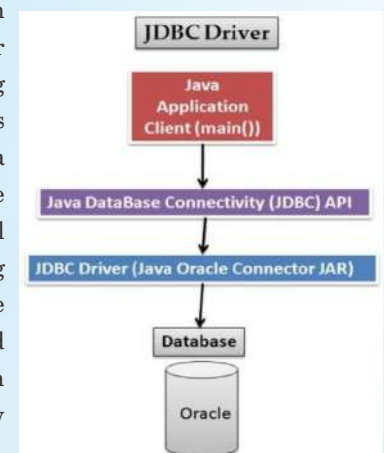 JDBC Driver
Java
Application
Client (main())
Java DataBase Connectivity (JDBC) API
JDBC Driver (Java Oracle Connector JAR)
Database
Oracle